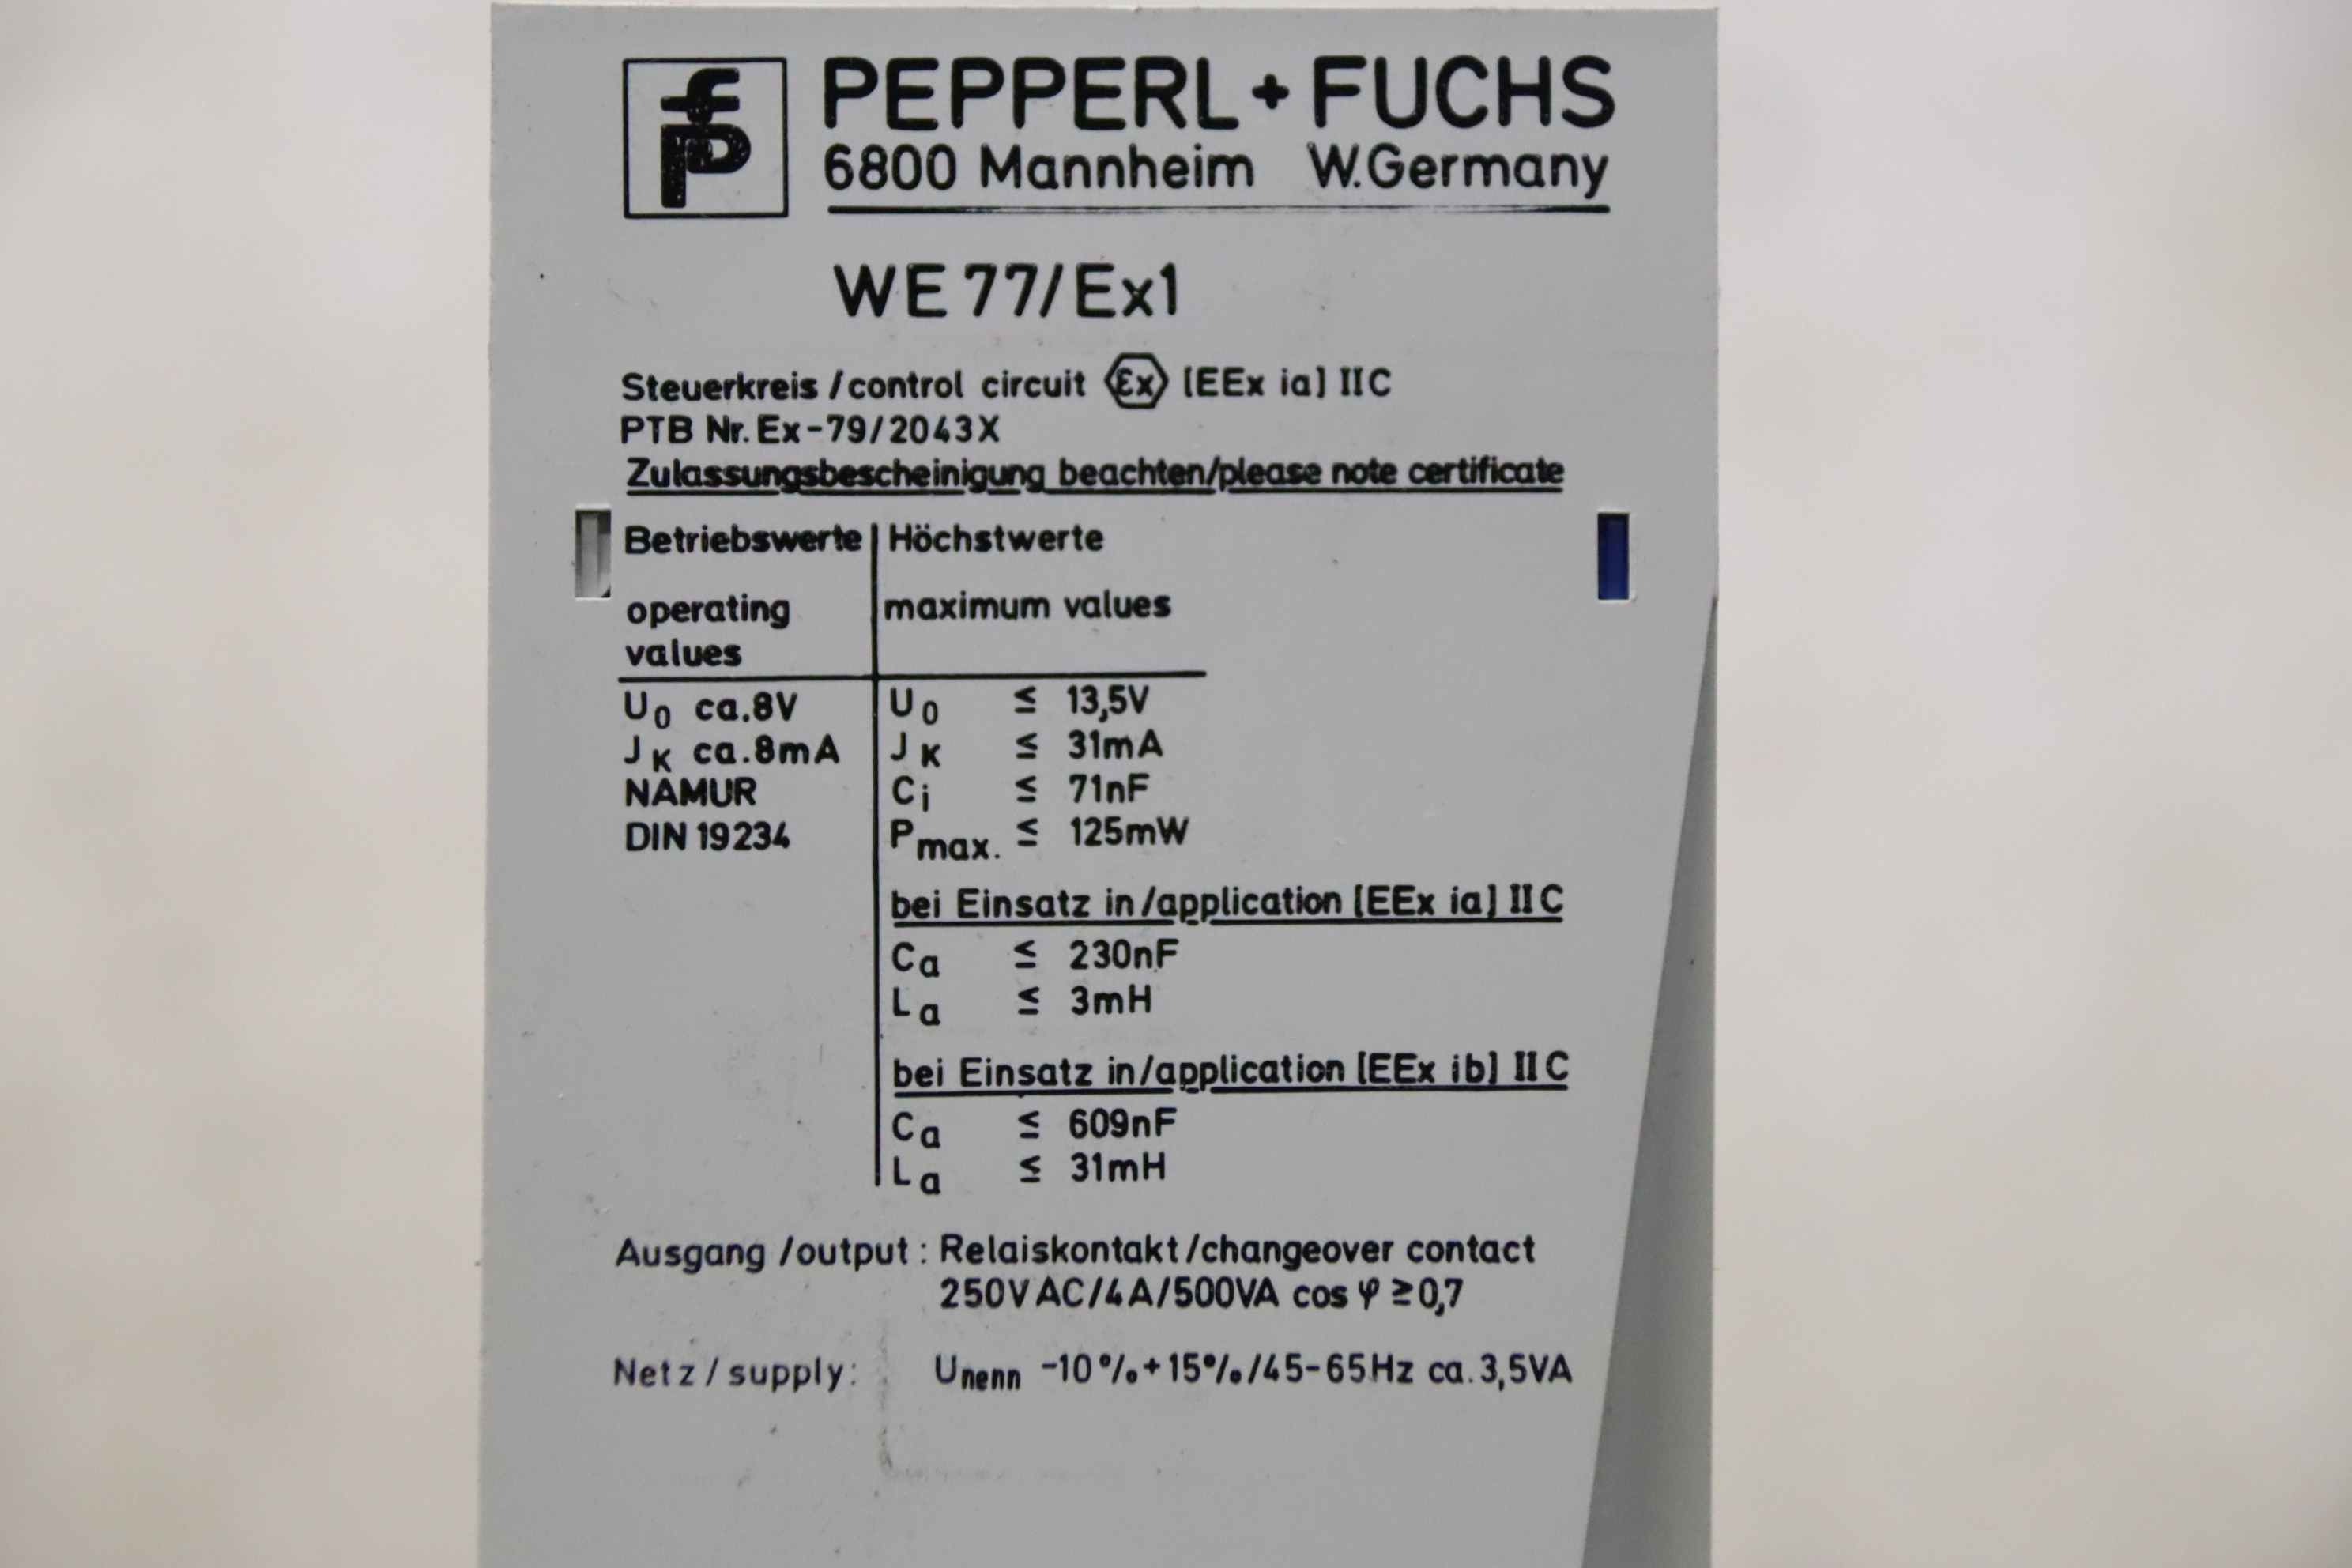 PEPPERL + FUCHS
6800 Mannheim W.Germany
WE 77/Ex1
Steuerkreis / control circuit Ex [EEx ia] IIC
PTB Nr. Ex-79/2043X
Zulassungsbescheinigung beachten/please note certificate
Betriebswerte Höchstwerte
operating maximum values
values
U0 ca.8V U0 ≤ 13,5V
JK ca.8mA JK ≤ 31mA
NAMUR Ci ≤ 71nF
DIN 19234 Pmax. ≤ 125mW
bei Einsatz in/application [EEx ia] IIC
Ca ≤ 230nF
La ≤ 3mH
bei Einsatz in/application [EEx ib] IIC
Ca ≤ 609nF
La ≤ 31mH
Ausgang /output : Relaiskontakt /changeover contact
250V AC/4A/500VA cos φ ≥ 0,7
Netz / supply: Unenn -10%+15%/45-65Hz ca. 3,5VA